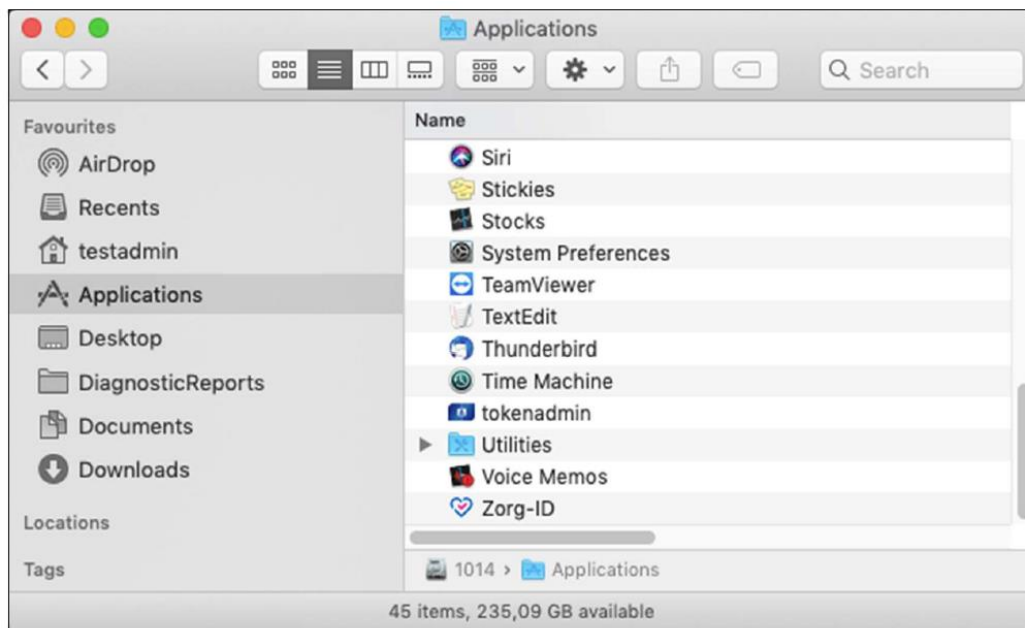 Applications
Search
Favourites
AirDrop
Recents
testadmin
Applications
Desktop
DiagnosticReports
Documents
Downloads
Locations
Tags
Name
Siri
Stickies
Stocks
System Preferences
TeamViewer
TextEdit
Thunderbird
Time Machine
tokenadmin
Utilities
Voice Memos
Zorg-ID
1014 › Applications
45 items, 235,09 GB available